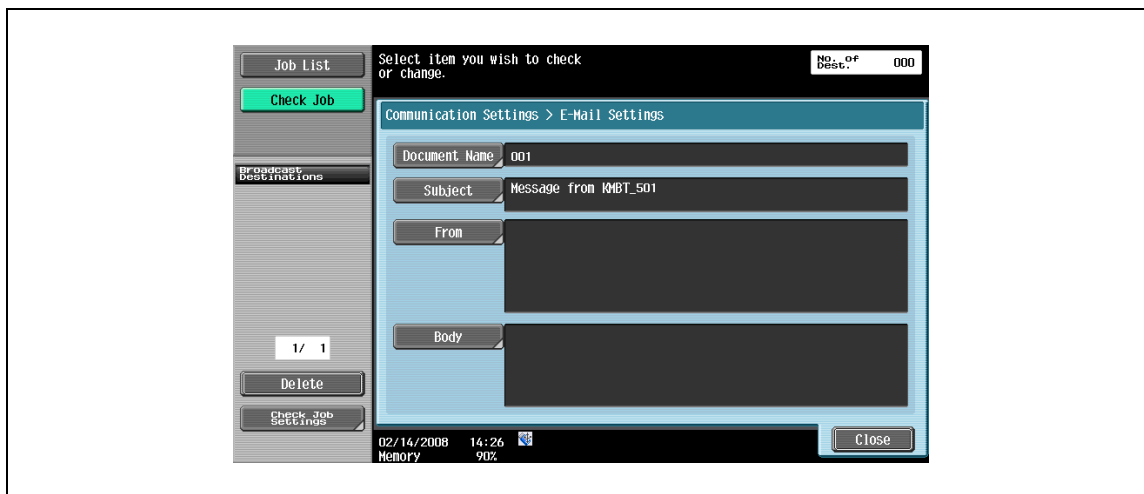 Job List
Select item you wish to check
or change.
No. of
Dest. 000
Check Job
Communication Settings > E-Mail Settings
Document Name 001
Broadcast
Destinations
Subject Message from KMBT_501
From
Body
1/ 1
Delete
Check Job
Settings
02/14/2008 14:26
Memory 90%
Close